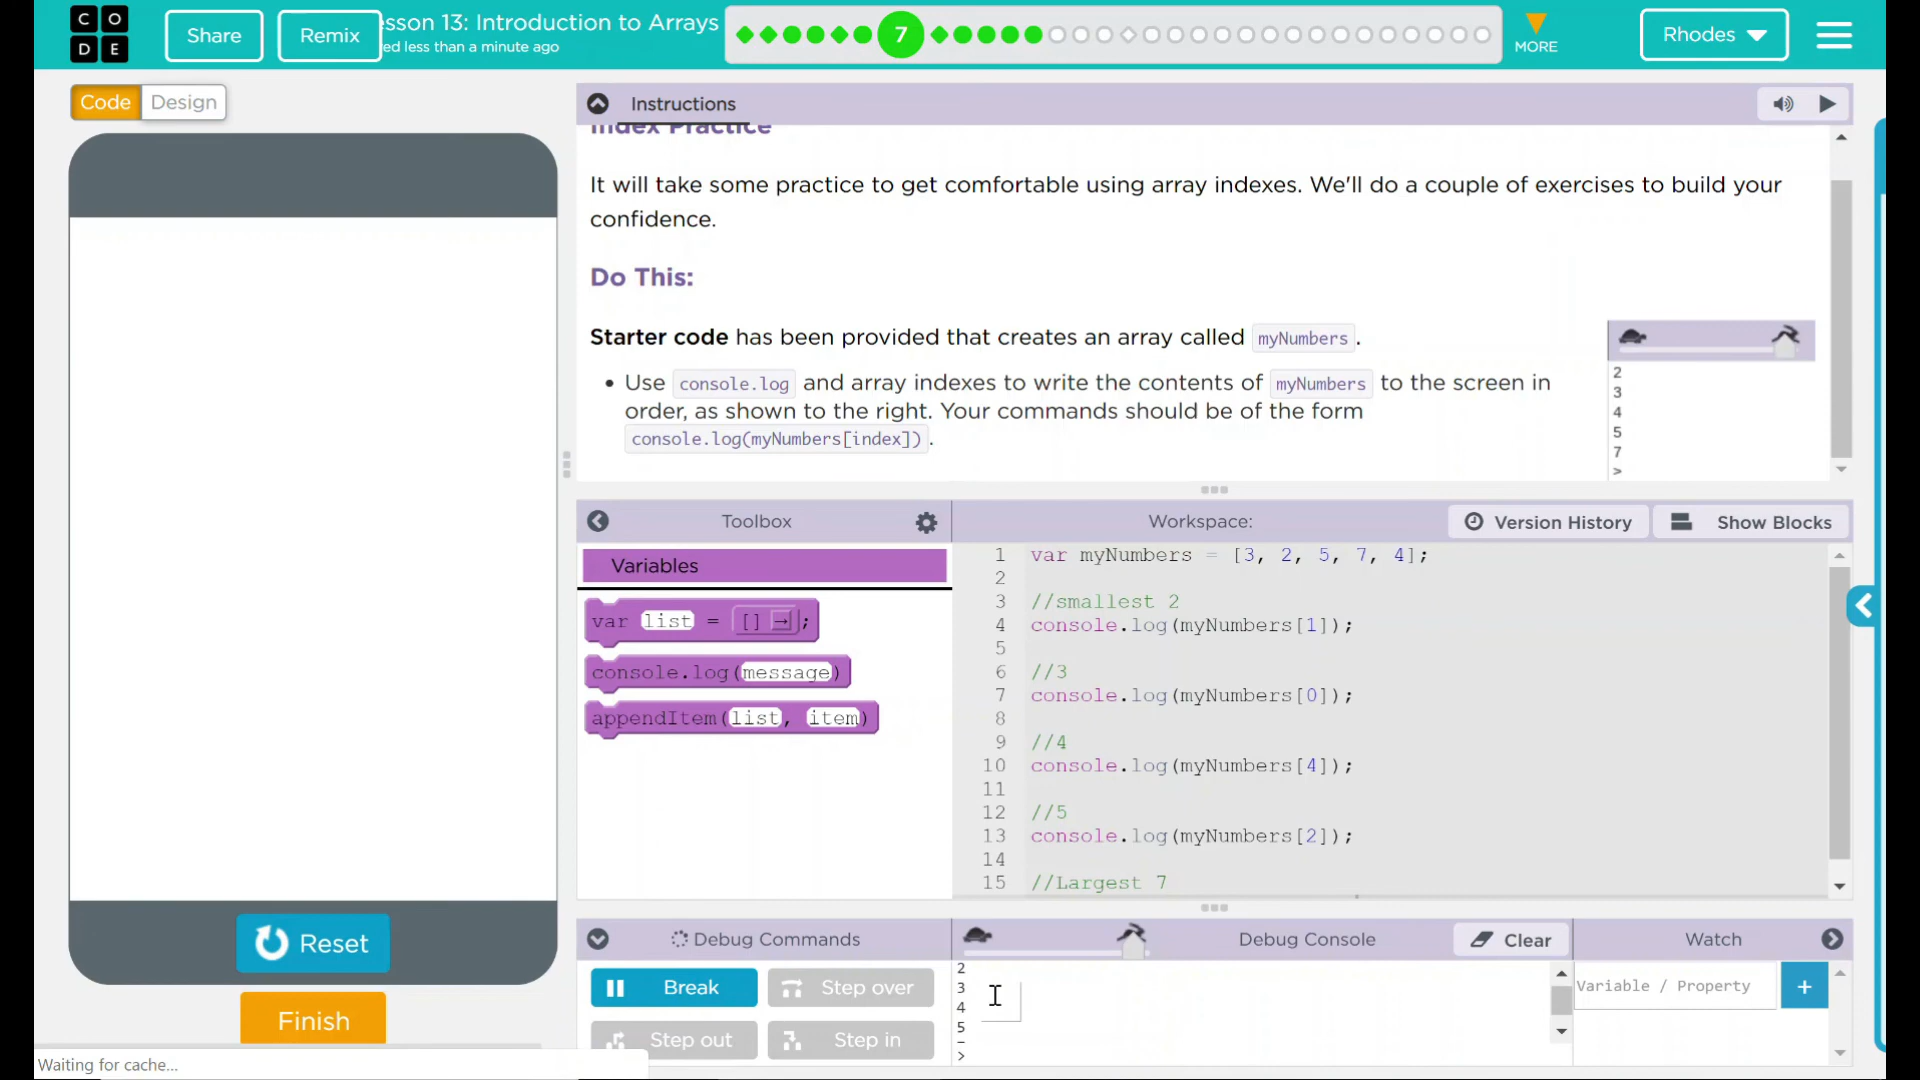 CODE
Share
Remix
esson 13: Introduction to Arrays
ed less than a minute ago
7
MORE
Rhodes
Code
Design
Instructions
Index Practice
It will take some practice to get comfortable using array indexes. We'll do a couple of exercises to build your
confidence.
Do This:
Starter code has been provided that creates an array called myNumbers.
• Use console.log and array indexes to write the contents of myNumbers to the screen in
order, as shown to the right. Your commands should be of the form
console.log(myNumbers[index]).
2
3
4
5
7
>
Toolbox
Workspace:
Version History
Show Blocks
Variables
var list = [];
console.log(message)
appendItem(list, item)
1 var myNumbers = [3, 2, 5, 7, 4];
2
3 //smallest 2
4 console.log(myNumbers[1]);
5
6 //3
7 console.log(myNumbers[0]);
8
9 //4
10 console.log(myNumbers[4]);
11
12 //5
13 console.log(myNumbers[2]);
14
15 //Largest 7
Reset
Finish
Debug Commands
Debug Console
Clear
Watch
Break
Step over
Step out
Step in
2
3
4
5
>
Variable / Property
+
Waiting for cache...